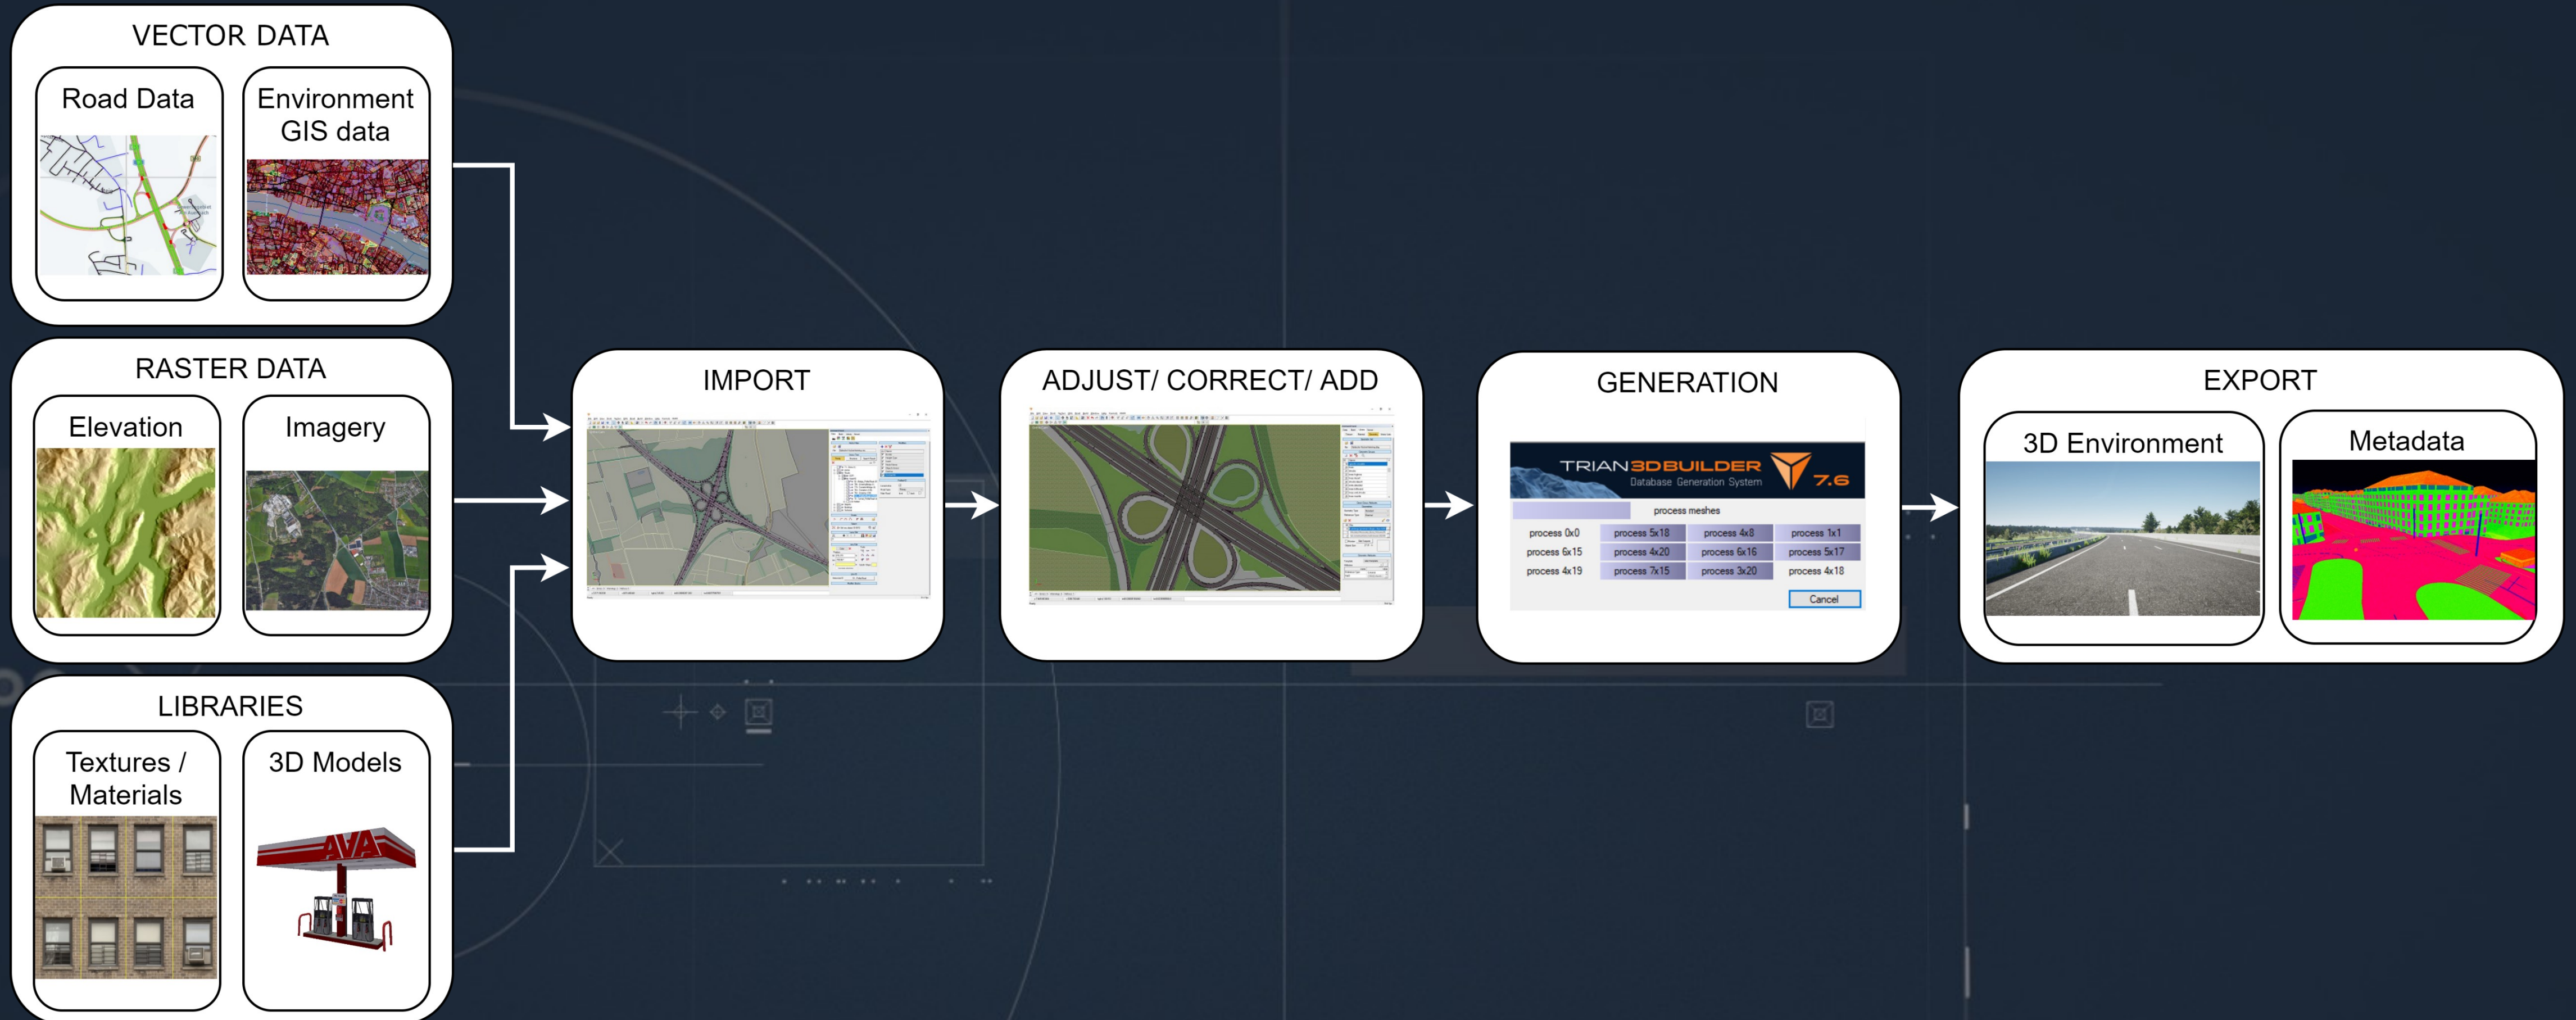 VECTOR DATA
Road Data
Environment
GIS data
RASTER DATA
Elevation
Imagery
LIBRARIES
Textures /
Materials
3D Models
AVA
IMPORT
ADJUST/ CORRECT/ ADD
GENERATION
TRIAN3DBUILDER
Database Generation System
7.6
process meshes
process 0x0 process 5x18 process 4x8 process 1x1
process 6x15 process 4x20 process 6x16 process 5x17
process 4x19 process 7x15 process 3x20 process 4x18
Cancel
EXPORT
3D Environment
Metadata